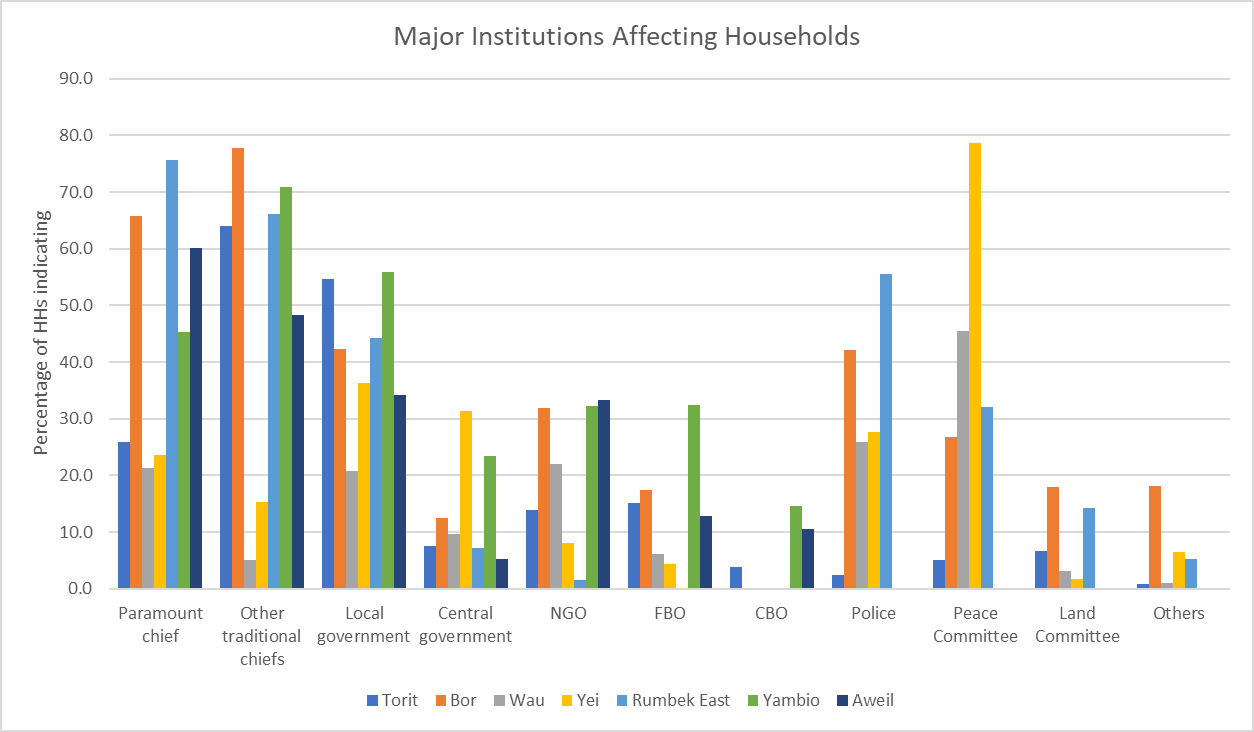 Major Institutions Affecting Households
Percentage of HHs indicating
90.0
80.0
70.0
60.0
50.0
40.0
30.0
20.0
10.0
0.0
Paramount
chief
Other
traditional
chiefs
Local
government
Central
government
NGO
FBO
CBO
Police
Peace
Committee
Land
Committee
Others
Torit Bor Wau Yei Rumbek East Yambio Aweil